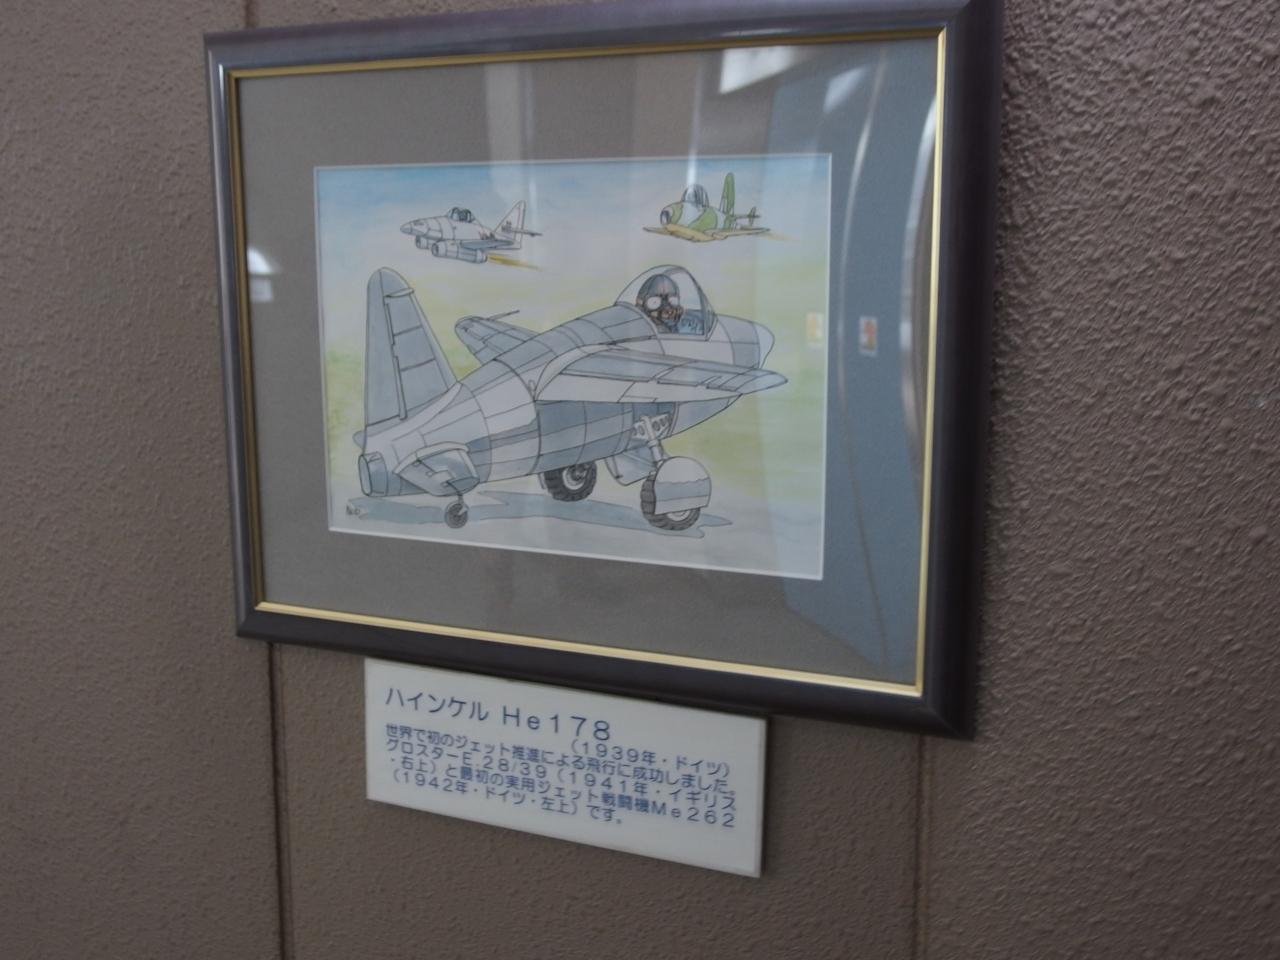 ハインケル He178
(1939年・ドイツ)
世界で初のジェット推進による飛行に成功しました。
グロスターE.28/39(1941年・イギリス
・右上)と最初の実用ジェット戦闘機Me262
(1942年・ドイツ・左上)です。